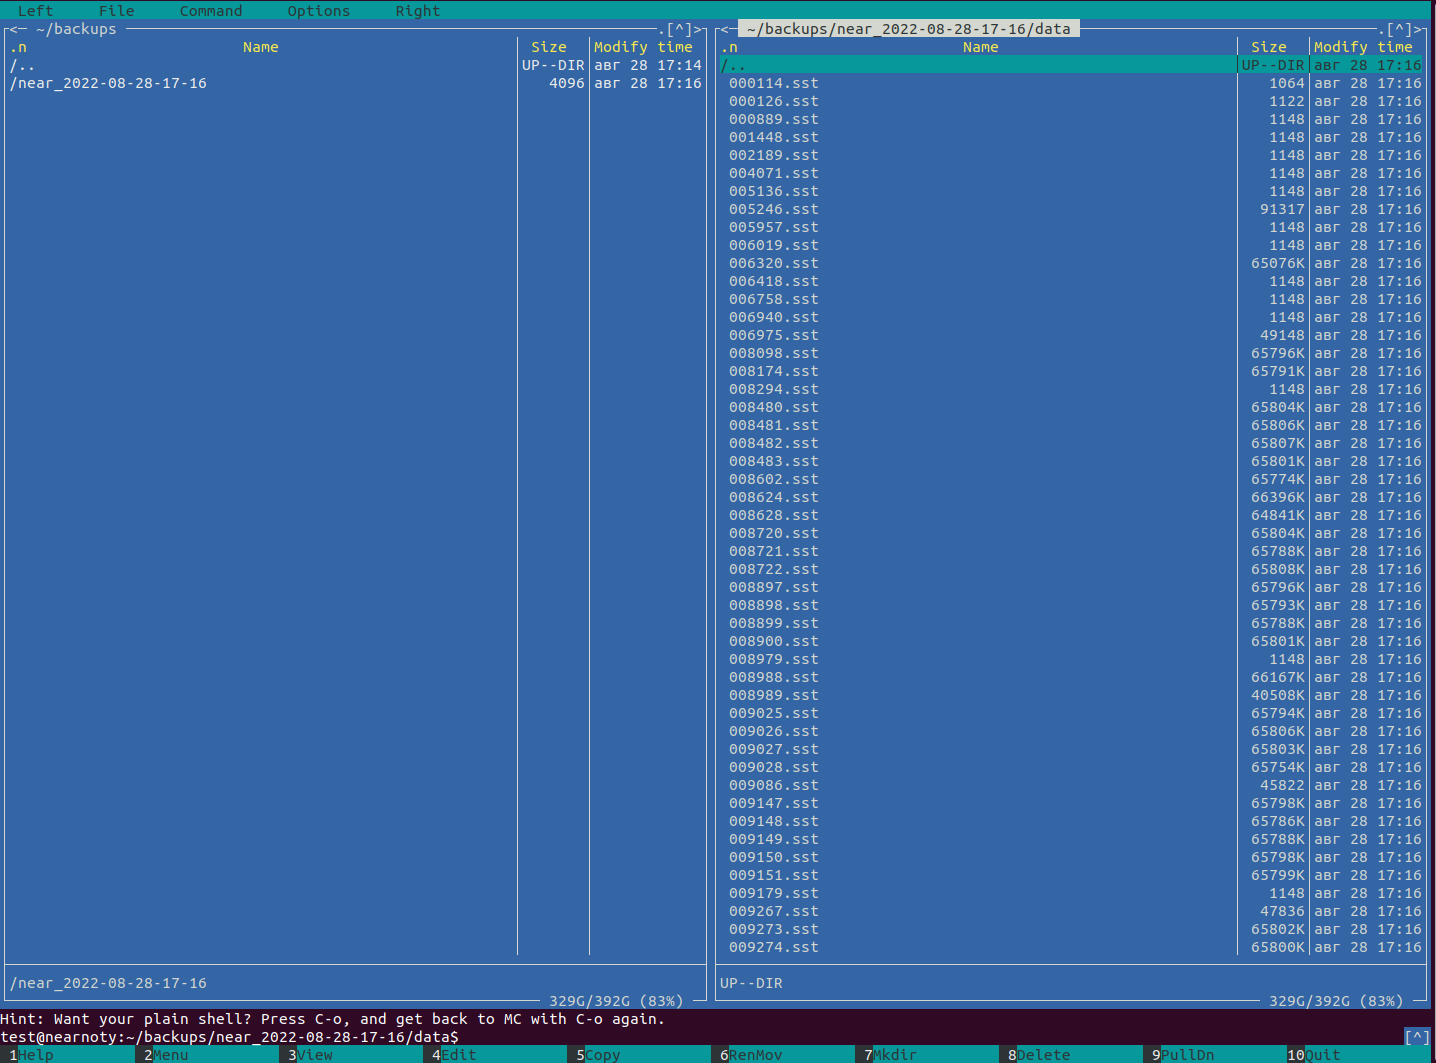 Left File Command Options Right
<─ ~/backups .[^]>
.n Name Size Modify time
/.. UP--DIR авг 28 17:14
/near_2022-08-28-17-16 4096 авг 28 17:16
/near_2022-08-28-17-16
329G/392G (83%)
<─ ~/backups/near_2022-08-28-17-16/data .[^]>
.n Name Size Modify time
/.. UP--DIR авг 28 17:16
000114.sst 1064 авг 28 17:16
000126.sst 1122 авг 28 17:16
000889.sst 1148 авг 28 17:16
001448.sst 1148 авг 28 17:16
002189.sst 1148 авг 28 17:16
004071.sst 1148 авг 28 17:16
005136.sst 1148 авг 28 17:16
005246.sst 91317 авг 28 17:16
005957.sst 1148 авг 28 17:16
006019.sst 1148 авг 28 17:16
006320.sst 65076K авг 28 17:16
006418.sst 1148 авг 28 17:16
006758.sst 1148 авг 28 17:16
006940.sst 1148 авг 28 17:16
006975.sst 49148 авг 28 17:16
008098.sst 65796K авг 28 17:16
008174.sst 65791K авг 28 17:16
008294.sst 1148 авг 28 17:16
008480.sst 65804K авг 28 17:16
008481.sst 65806K авг 28 17:16
008482.sst 65807K авг 28 17:16
008483.sst 65801K авг 28 17:16
008602.sst 65774K авг 28 17:16
008624.sst 66396K авг 28 17:16
008628.sst 64841K авг 28 17:16
008720.sst 65804K авг 28 17:16
008721.sst 65788K авг 28 17:16
008722.sst 65808K авг 28 17:16
008897.sst 65796K авг 28 17:16
008898.sst 65793K авг 28 17:16
008899.sst 65788K авг 28 17:16
008900.sst 65801K авг 28 17:16
008979.sst 1148 авг 28 17:16
008988.sst 66167K авг 28 17:16
008989.sst 40508K авг 28 17:16
009025.sst 65794K авг 28 17:16
009026.sst 65806K авг 28 17:16
009027.sst 65803K авг 28 17:16
009028.sst 65754K авг 28 17:16
009086.sst 45822 авг 28 17:16
009147.sst 65798K авг 28 17:16
009148.sst 65786K авг 28 17:16
009149.sst 65788K авг 28 17:16
009150.sst 65798K авг 28 17:16
009151.sst 65799K авг 28 17:16
009179.sst 1148 авг 28 17:16
009267.sst 47836 авг 28 17:16
009273.sst 65802K авг 28 17:16
009274.sst 65800K авг 28 17:16
UP--DIR
329G/392G (83%)
Hint: Want your plain shell? Press C-o, and get back to MC with C-o again.
test@nearnoty:~/backups/near_2022-08-28-17-16/data$ [^]
1Help 2Menu 3View 4Edit 5Copy 6RenMov 7Mkdir 8Delete 9PullDn 10Quit